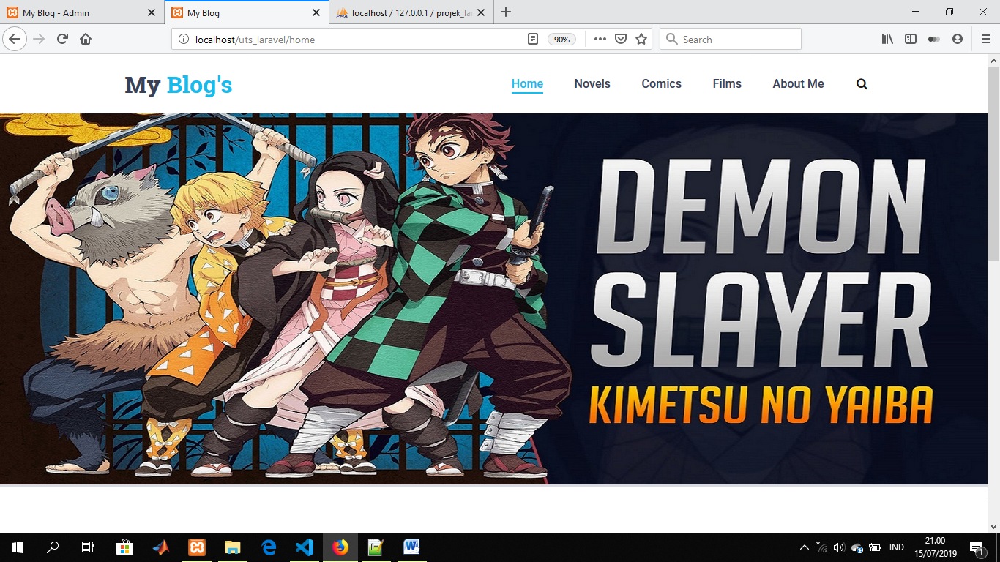 My Blog - Admin
My Blog
localhost / 127.0.0.1 / projek_la
localhost/uts_laravel/home
90%
Search
My Blog's
Home
Novels
Comics
Films
About Me
DEMON
SLAYER
KIMETSU NO YAIBA
IND
21.00
15/07/2019
1